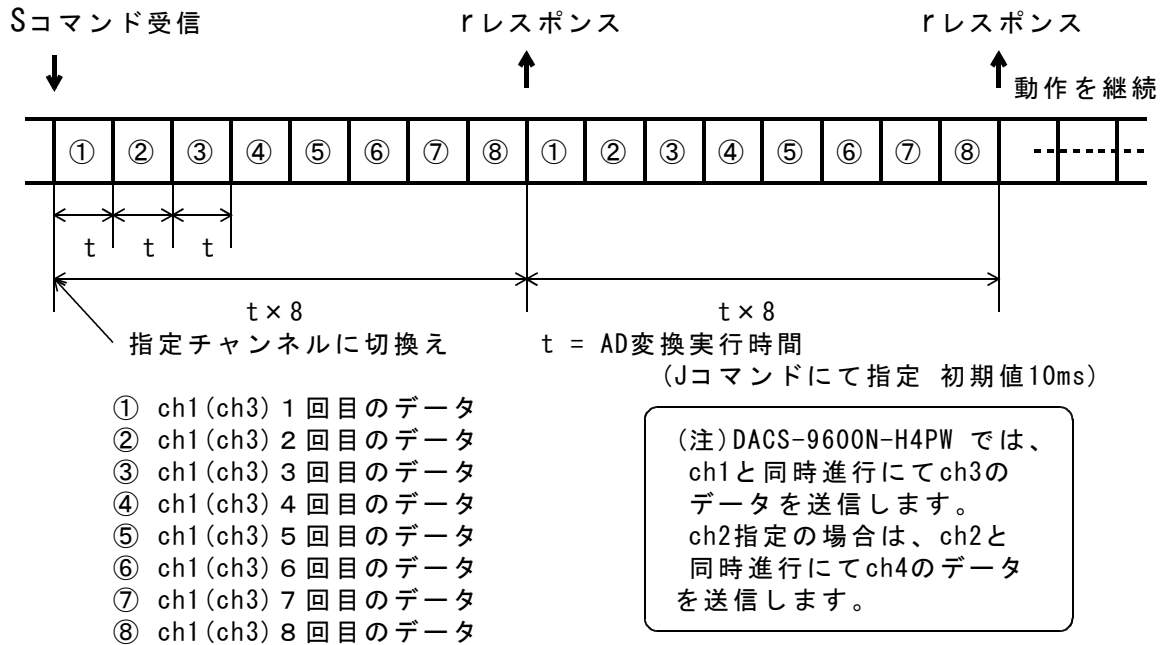 Sコマンド受信 rレスポンス rレスポンス
動作を継続
① ② ③ ④ ⑤ ⑥ ⑦ ⑧ ① ② ③ ④ ⑤ ⑥ ⑦ ⑧
t t t
t×8 t×8
指定チャンネルに切換え t = AD変換実行時間
(Jコマンドにて指定 初期値10ms)
① ch1(ch3)1回目のデータ
② ch1(ch3)2回目のデータ
③ ch1(ch3)3回目のデータ
④ ch1(ch3)4回目のデータ
⑤ ch1(ch3)5回目のデータ
⑥ ch1(ch3)6回目のデータ
⑦ ch1(ch3)7回目のデータ
⑧ ch1(ch3)8回目のデータ
(注)DACS-9600N-H4PW では、
ch1と同時進行にてch3の
データを送信します。
ch2指定の場合は、ch2と
同時進行にてch4のデータ
を送信します。